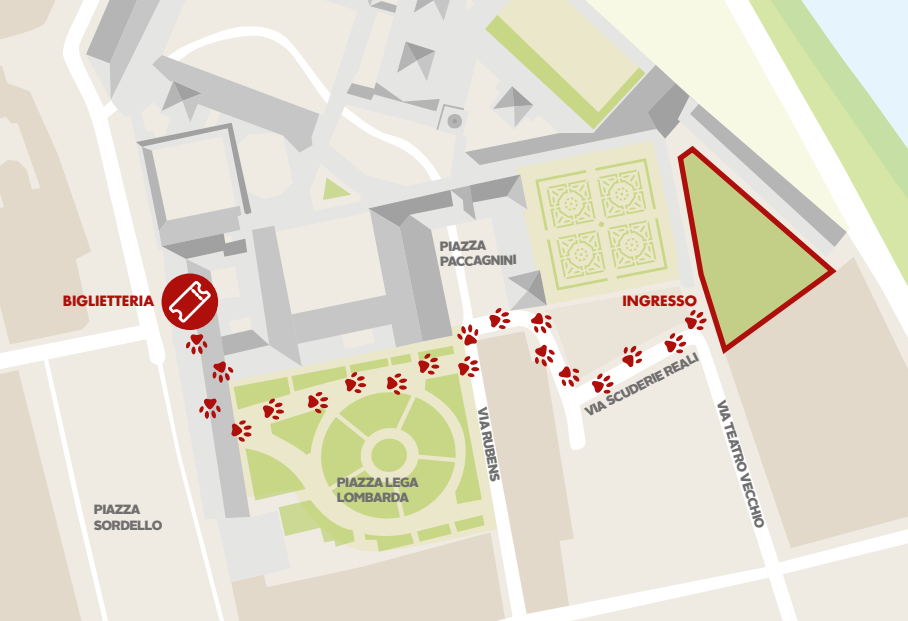 PIAZZA
PACCAGNINI
BIGLIETTERIA
INGRESSO
VIA SCUDERIE REALI
VIA RUBENS
VIA TEATRO VECCHIO
PIAZZA LEGA
LOMBARDA
PIAZZA
SORDELLO